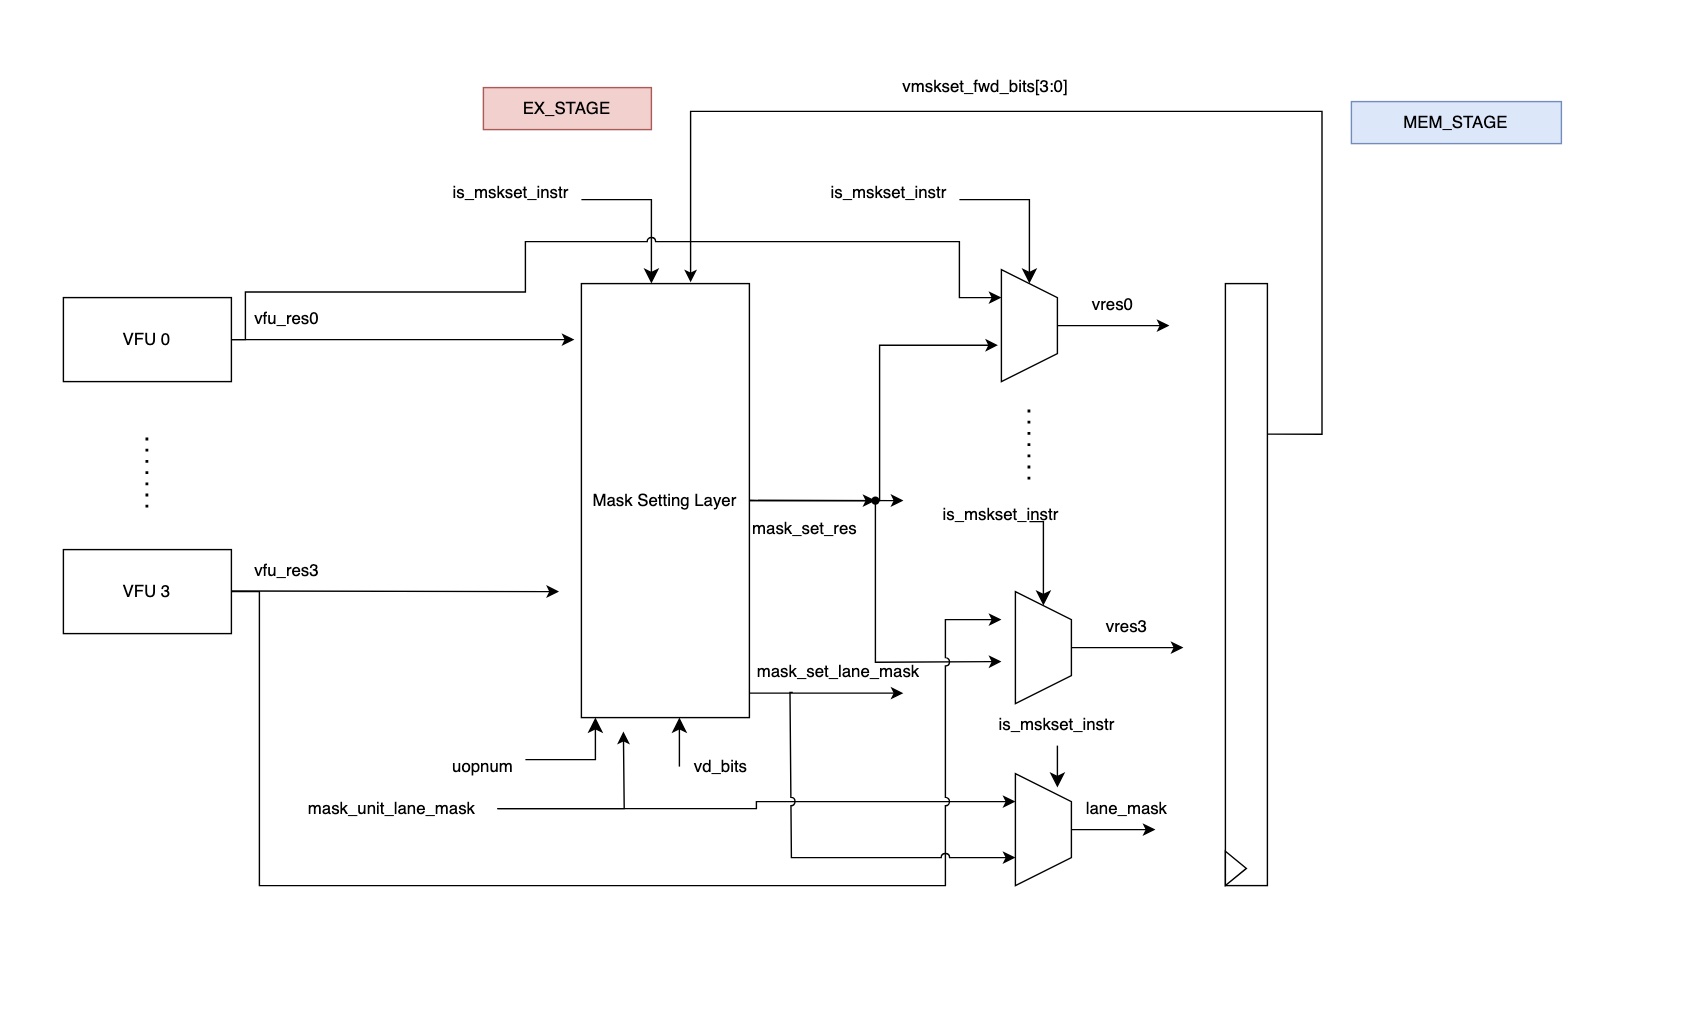 vmskset_fwd_bits[3:0]
EX_STAGE
MEM_STAGE
is_mskset_instr
is_mskset_instr
vres0
vfu_res0
VFU 0
Mask Setting Layer
is_mskset_instr
mask_set_res
vfu_res3
VFU 3
vres3
mask_set_lane_mask
is_mskset_instr
uopnum
vd_bits
mask_unit_lane_mask
lane_mask